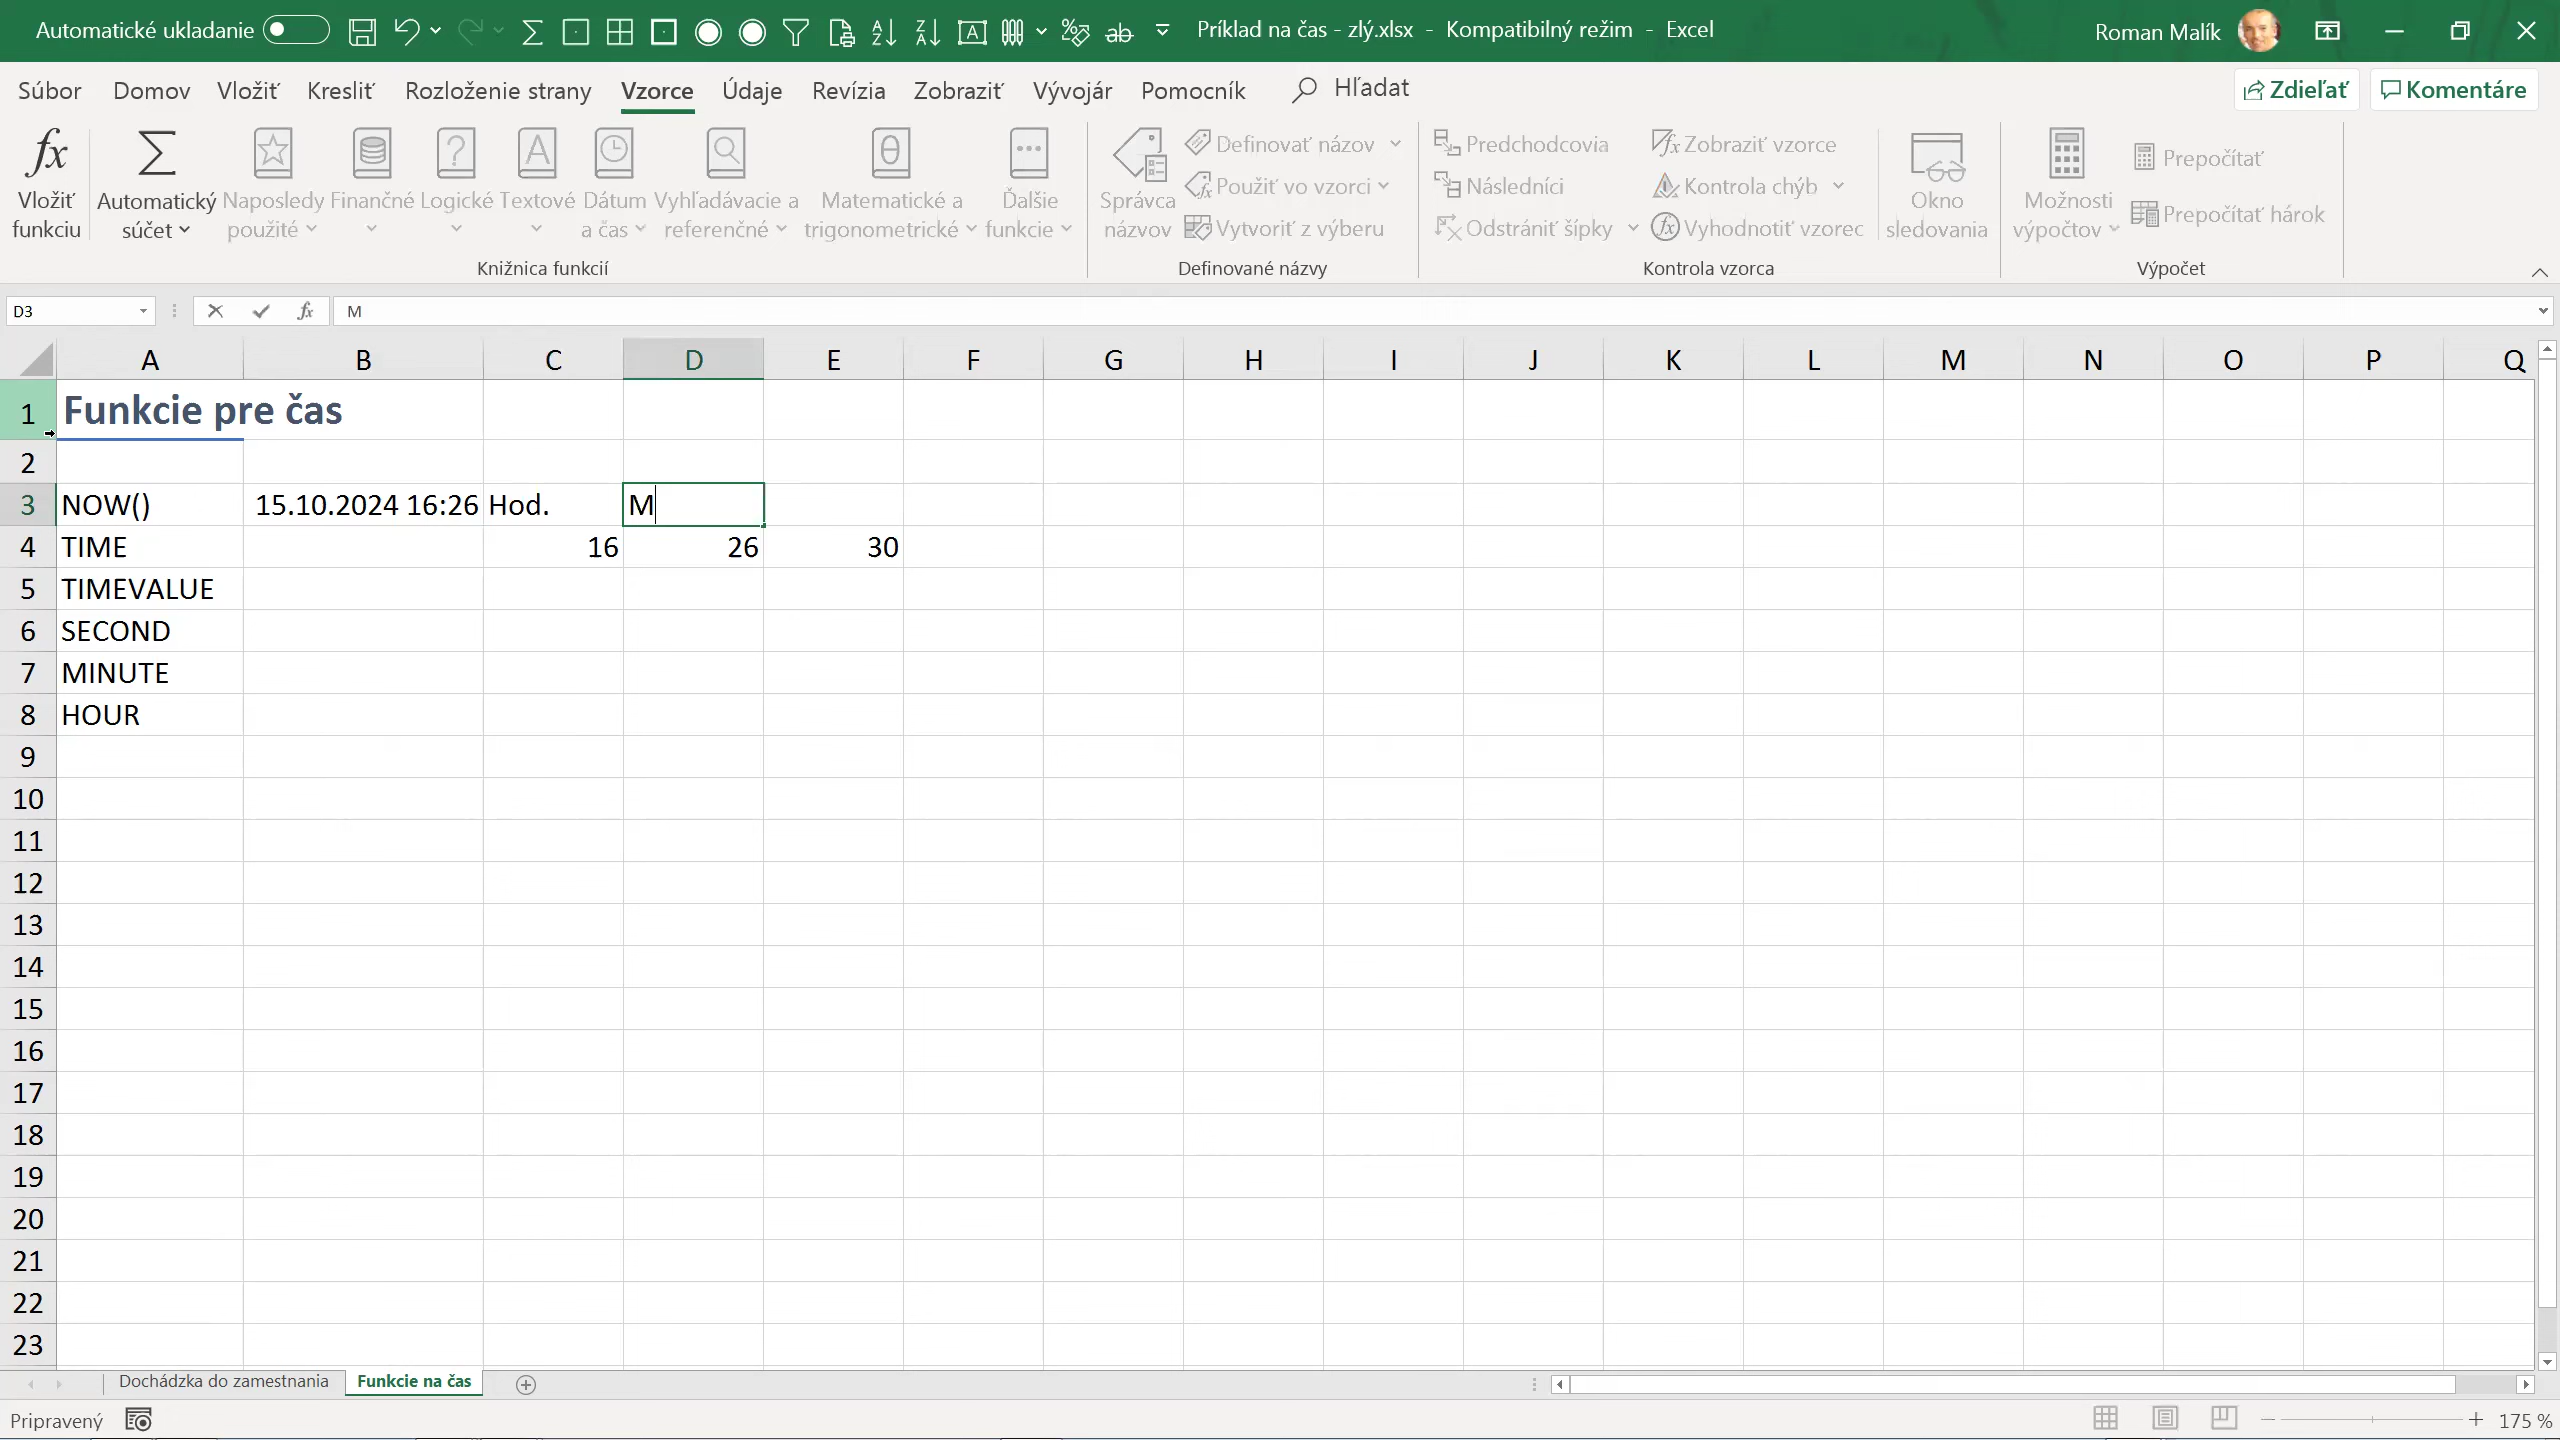 Automatické ukladanie
Príklad na čas - zlý.xlsx - Kompatibilný režim - Excel
Roman Malík
Súbor Domov Vložiť Kresliť Rozloženie strany Vzorce Údaje Revízia Zobraziť Vývojár Pomocník Hľadať
Zdieľať Komentáre
Vložiť funkciu
Automatický súčet
Naposledy použité
Finančné
Logické
Textové
Dátum a čas
Vyhľadávacie a referenčné
Matematické a trigonometrické
Ďalšie funkcie
Knižnica funkcií
Správca názvov
Definovať názov
Použiť vo vzorci
Vytvoriť z výberu
Definované názvy
Predchodcovia
Následníci
Odstrániť šípky
Zobraziť vzorce
Kontrola chýb
Vyhodnotiť vzorec
Okno sledovania
Kontrola vzorca
Možnosti výpočtov
Prepočítať
Prepočítať hárok
Výpočet
D3 fx M
A B C D E F G H I J K L M N O P Q
1 Funkcie pre čas
2
3 NOW() 15.10.2024 16:26 Hod. M
4 TIME 16 26 30
5 TIMEVALUE
6 SECOND
7 MINUTE
8 HOUR
9
10
11
12
13
14
15
16
17
18
19
20
21
22
23
Dochádzka do zamestnania Funkcie na čas
Pripravený
175 %